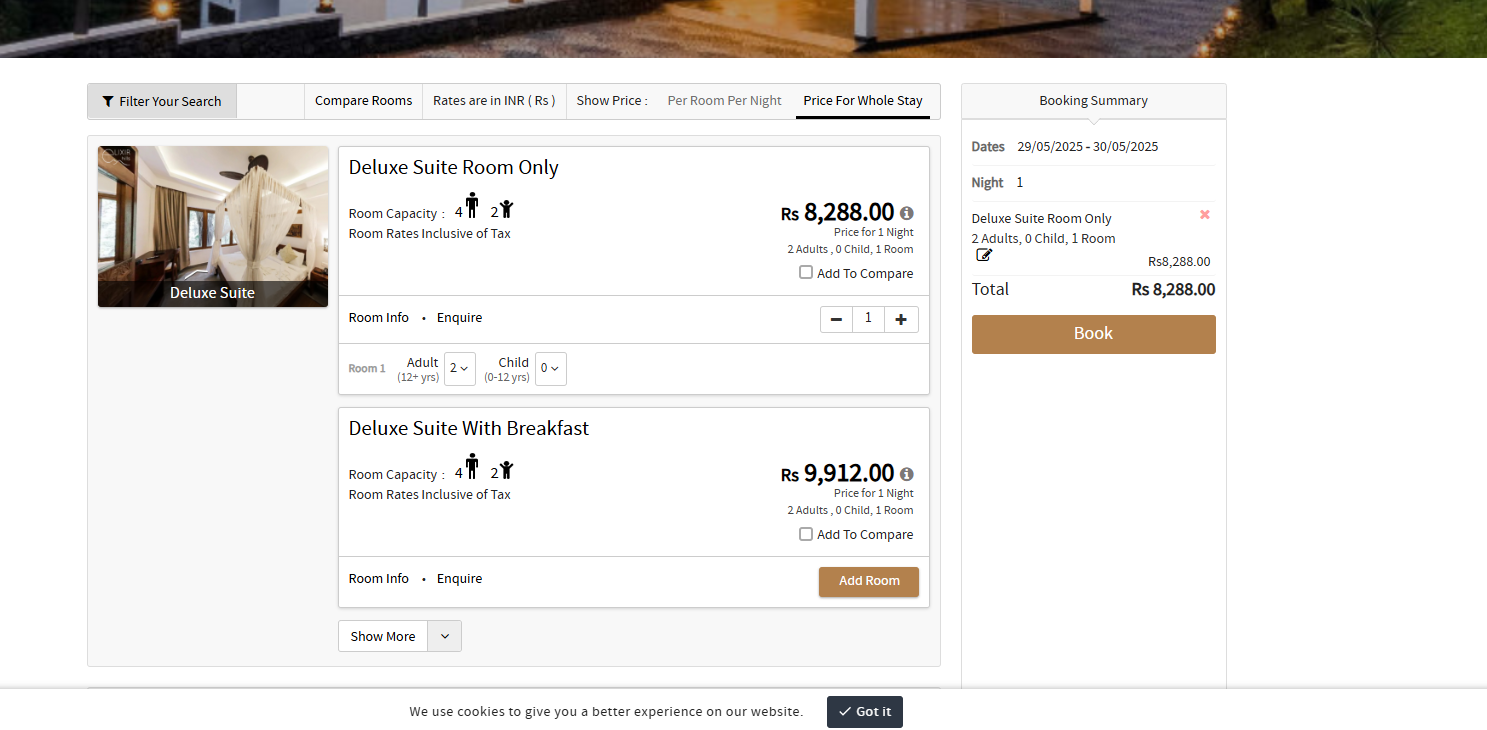 Filter Your Search
Compare Rooms
Rates are in INR ( Rs )
Show Price :
Per Room Per Night
Price For Whole Stay
Deluxe Suite
Deluxe Suite Room Only
Room Capacity : 4 2
Room Rates Inclusive of Tax
Rs 8,288.00
Price for 1 Night
2 Adults , 0 Child, 1 Room
Add To Compare
Room Info • Enquire
1
Room 1
Adult
(12+ yrs)
2
Child
(0-12 yrs)
0
Deluxe Suite With Breakfast
Room Capacity : 4 2
Room Rates Inclusive of Tax
Rs 9,912.00
Price for 1 Night
2 Adults , 0 Child, 1 Room
Add To Compare
Room Info • Enquire
Add Room
Show More
Booking Summary
Dates 29/05/2025 - 30/05/2025
Night 1
Deluxe Suite Room Only
2 Adults, 0 Child, 1 Room
Rs8,288.00
Total Rs 8,288.00
Book
We use cookies to give you a better experience on our website.
Got it